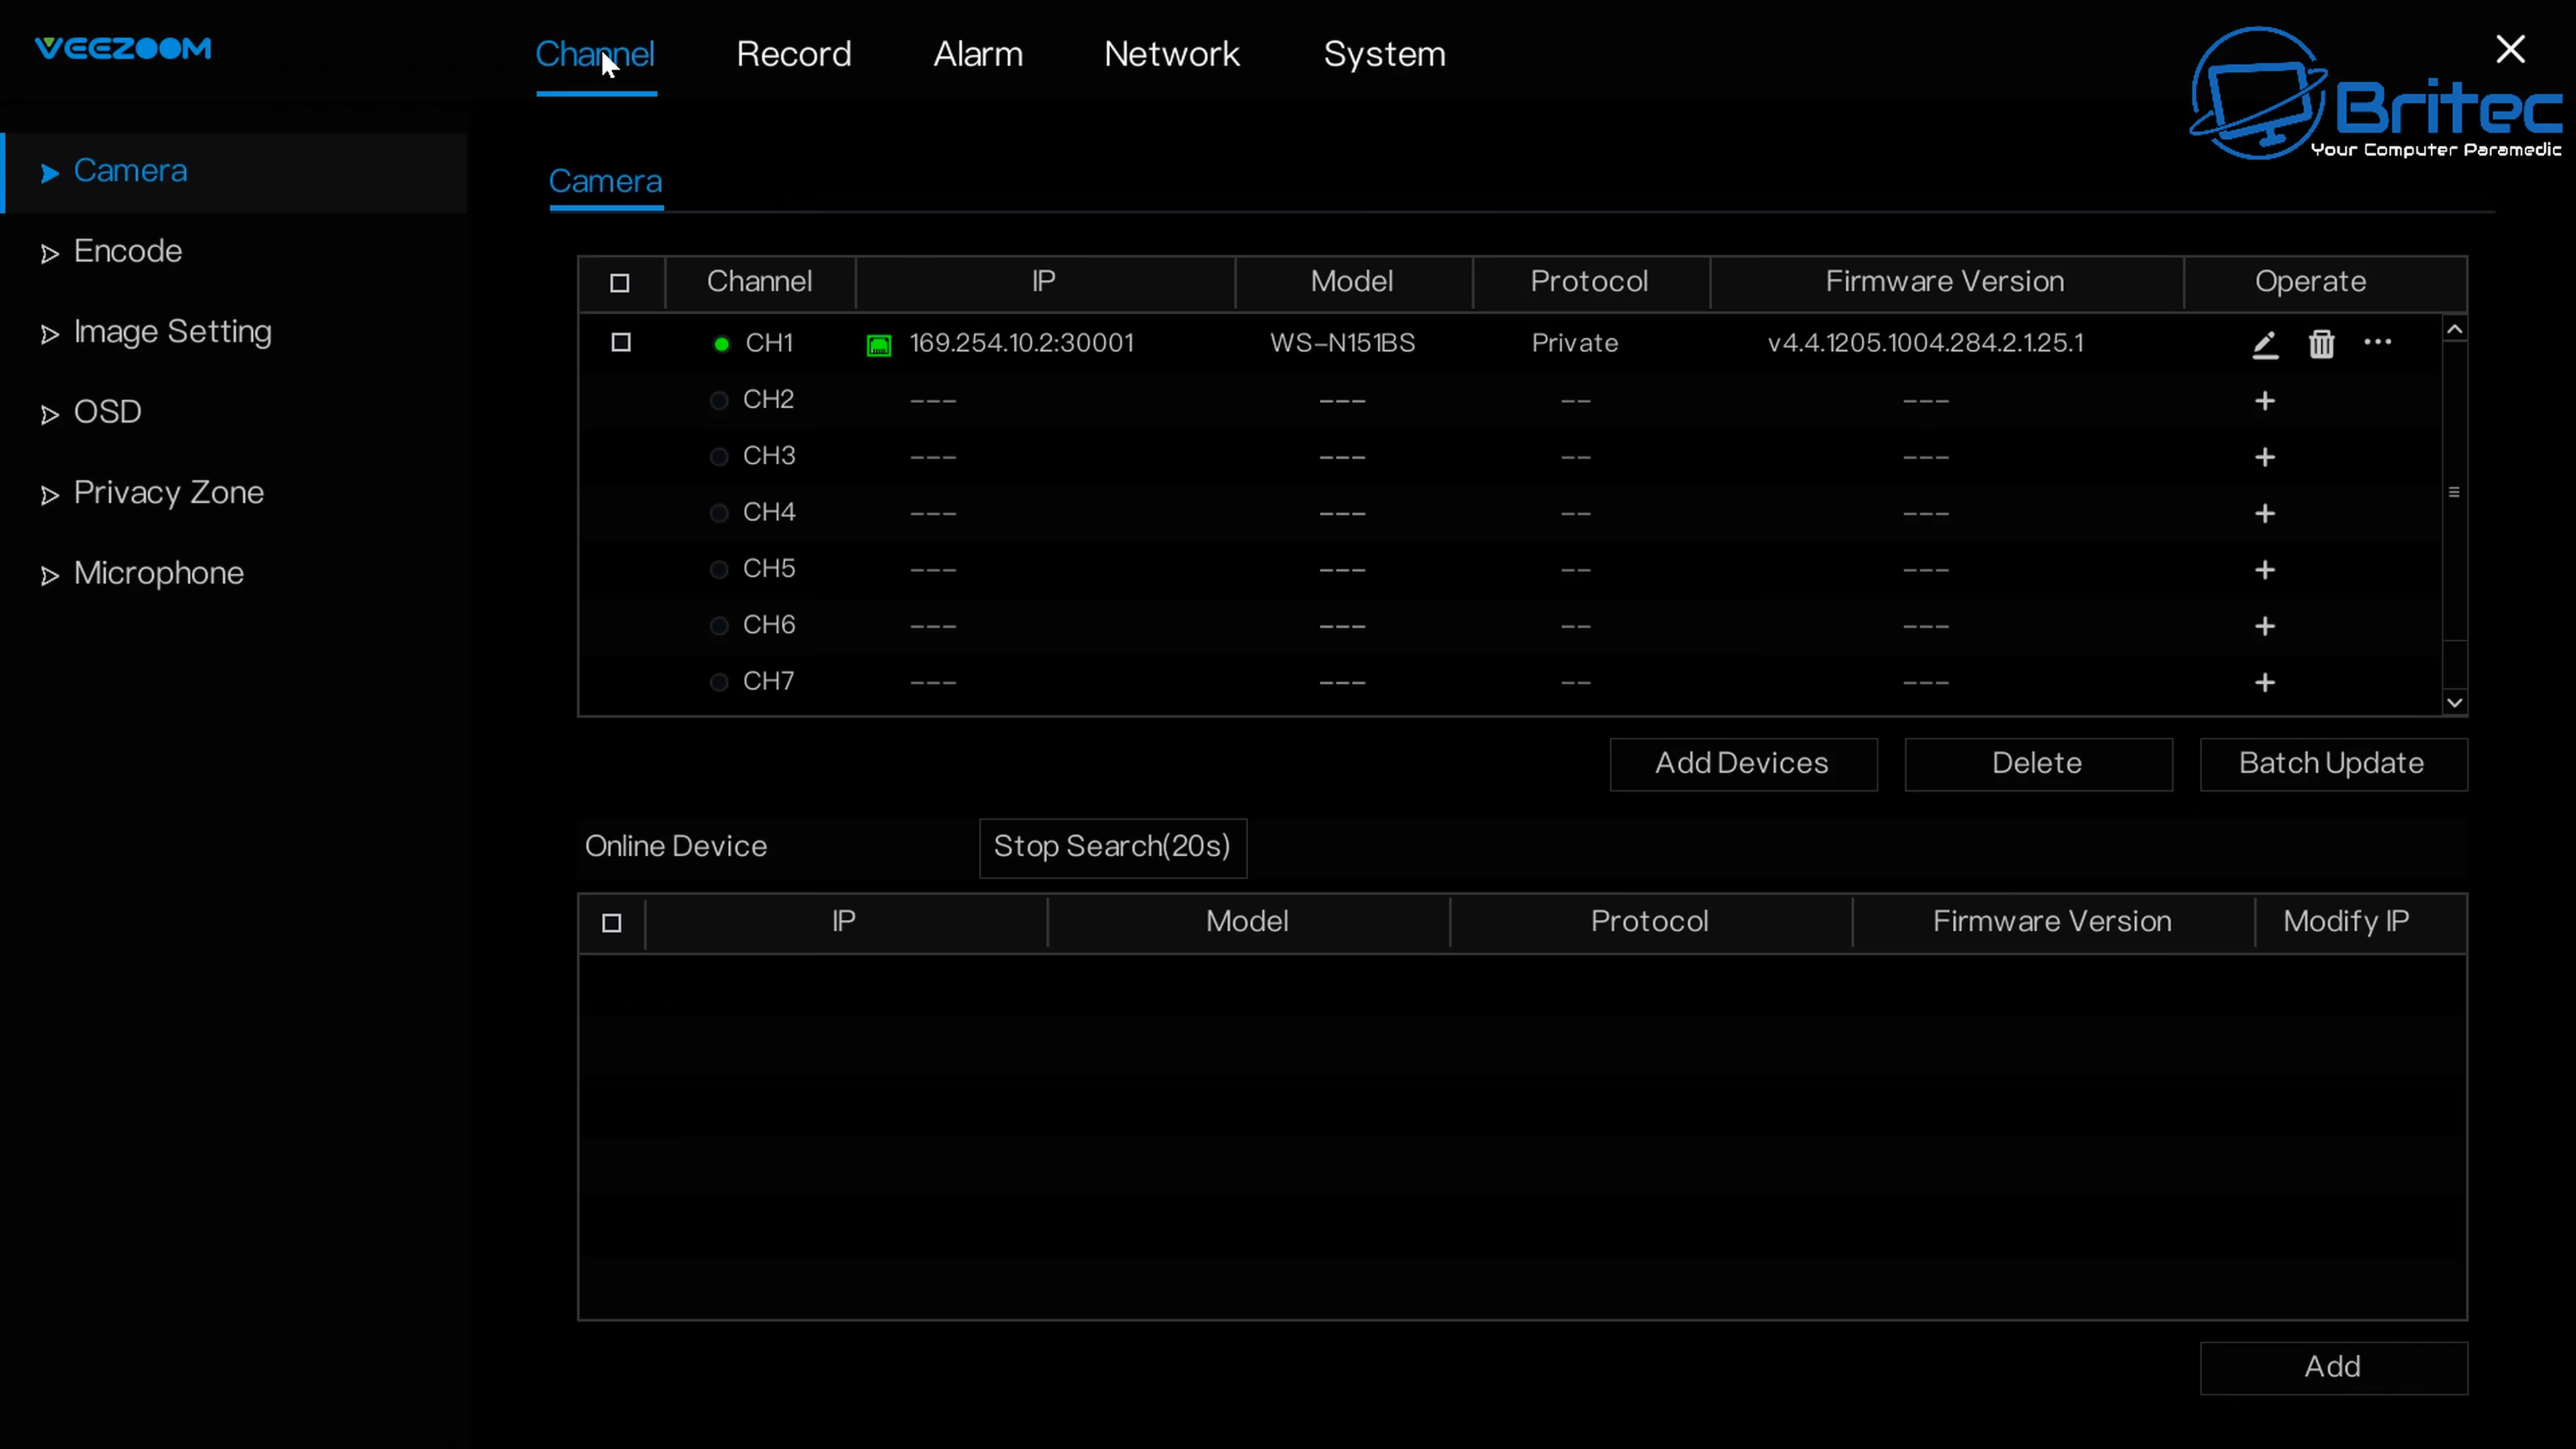 VEEZOOM
Channel Record Alarm Network System
Britec
Your Computer Paramedic
Camera
Encode
Image Setting
OSD
Privacy Zone
Microphone
Camera
Channel IP Model Protocol Firmware Version Operate
CH1 169.254.10.2:30001 WS-N151BS Private v4.4.1205.1004.284.2.1.25.1 ...
CH2 --- --- -- --- +
CH3 --- --- -- --- +
CH4 --- --- -- --- +
CH5 --- --- -- --- +
CH6 --- --- -- --- +
CH7 --- --- -- --- +
Add Devices Delete Batch Update
Online Device Stop Search(20s)
IP Model Protocol Firmware Version Modify IP
Add